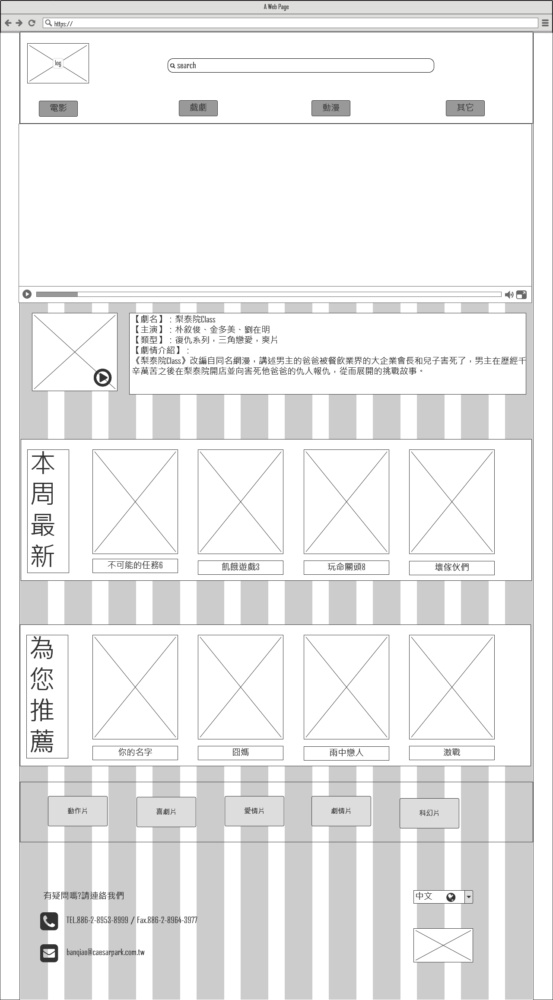 A Web Page
https://
log
search
電影
戲劇
動漫
其它
【劇名】：梨泰院Class
【主演】：朴敘俊、金多美、劉在明
【類型】：復仇系列，三角戀愛，爽片
【劇情介紹】：
《梨泰院Class》改編自同名網漫，講述男主的爸爸被餐飲業界的大企業會長和兒子害死了，男主在歷經千
辛萬苦之後在梨泰院開店並向害死他爸爸的仇人報仇，從而展開的挑戰故事。
本
周
最
新
不可能的任務6
飢餓遊戲3
玩命關頭8
壞傢伙們
為
您
推
薦
你的名字
囧媽
雨中戀人
激戰
動作片
喜劇片
愛情片
劇情片
科幻片
有疑問嗎?請連絡我們
中文
TEL.886-2-8953-8999 / Fax.886-2-8964-3977
banqiao@caesarpark.com.tw